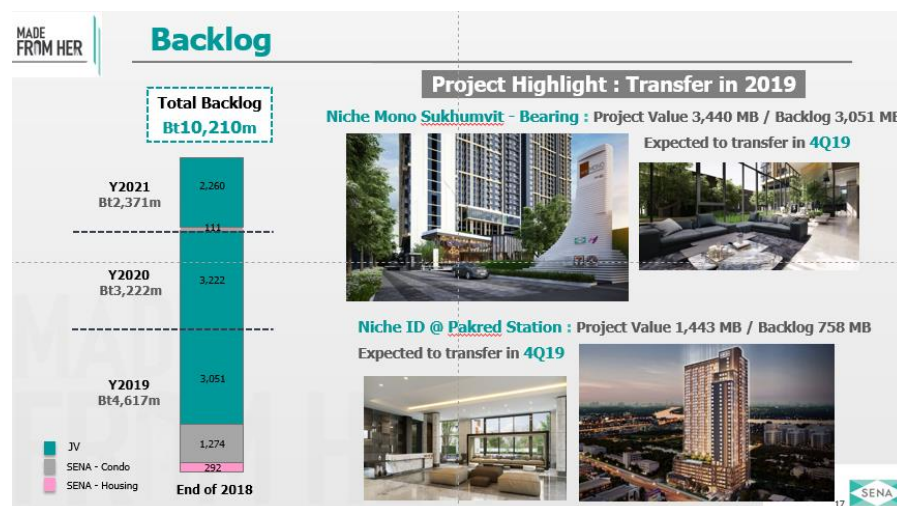 MADE
FROM HER
Backlog
Total Backlog
Bt10,210m
Y2021
Bt2,371m
Y2020
Bt3,222m
Y2019
Bt4,617m
2,260
111
3,222
3,051
1,274
292
JV
SENA - Condo
SENA - Housing
End of 2018
Project Highlight : Transfer in 2019
Niche Mono Sukhumvit - Bearing : Project Value 3,440 MB / Backlog 3,051 MB
Expected to transfer in 4Q19
Niche ID @ Pakred Station : Project Value 1,443 MB / Backlog 758 MB
Expected to transfer in 4Q19
17
SENA